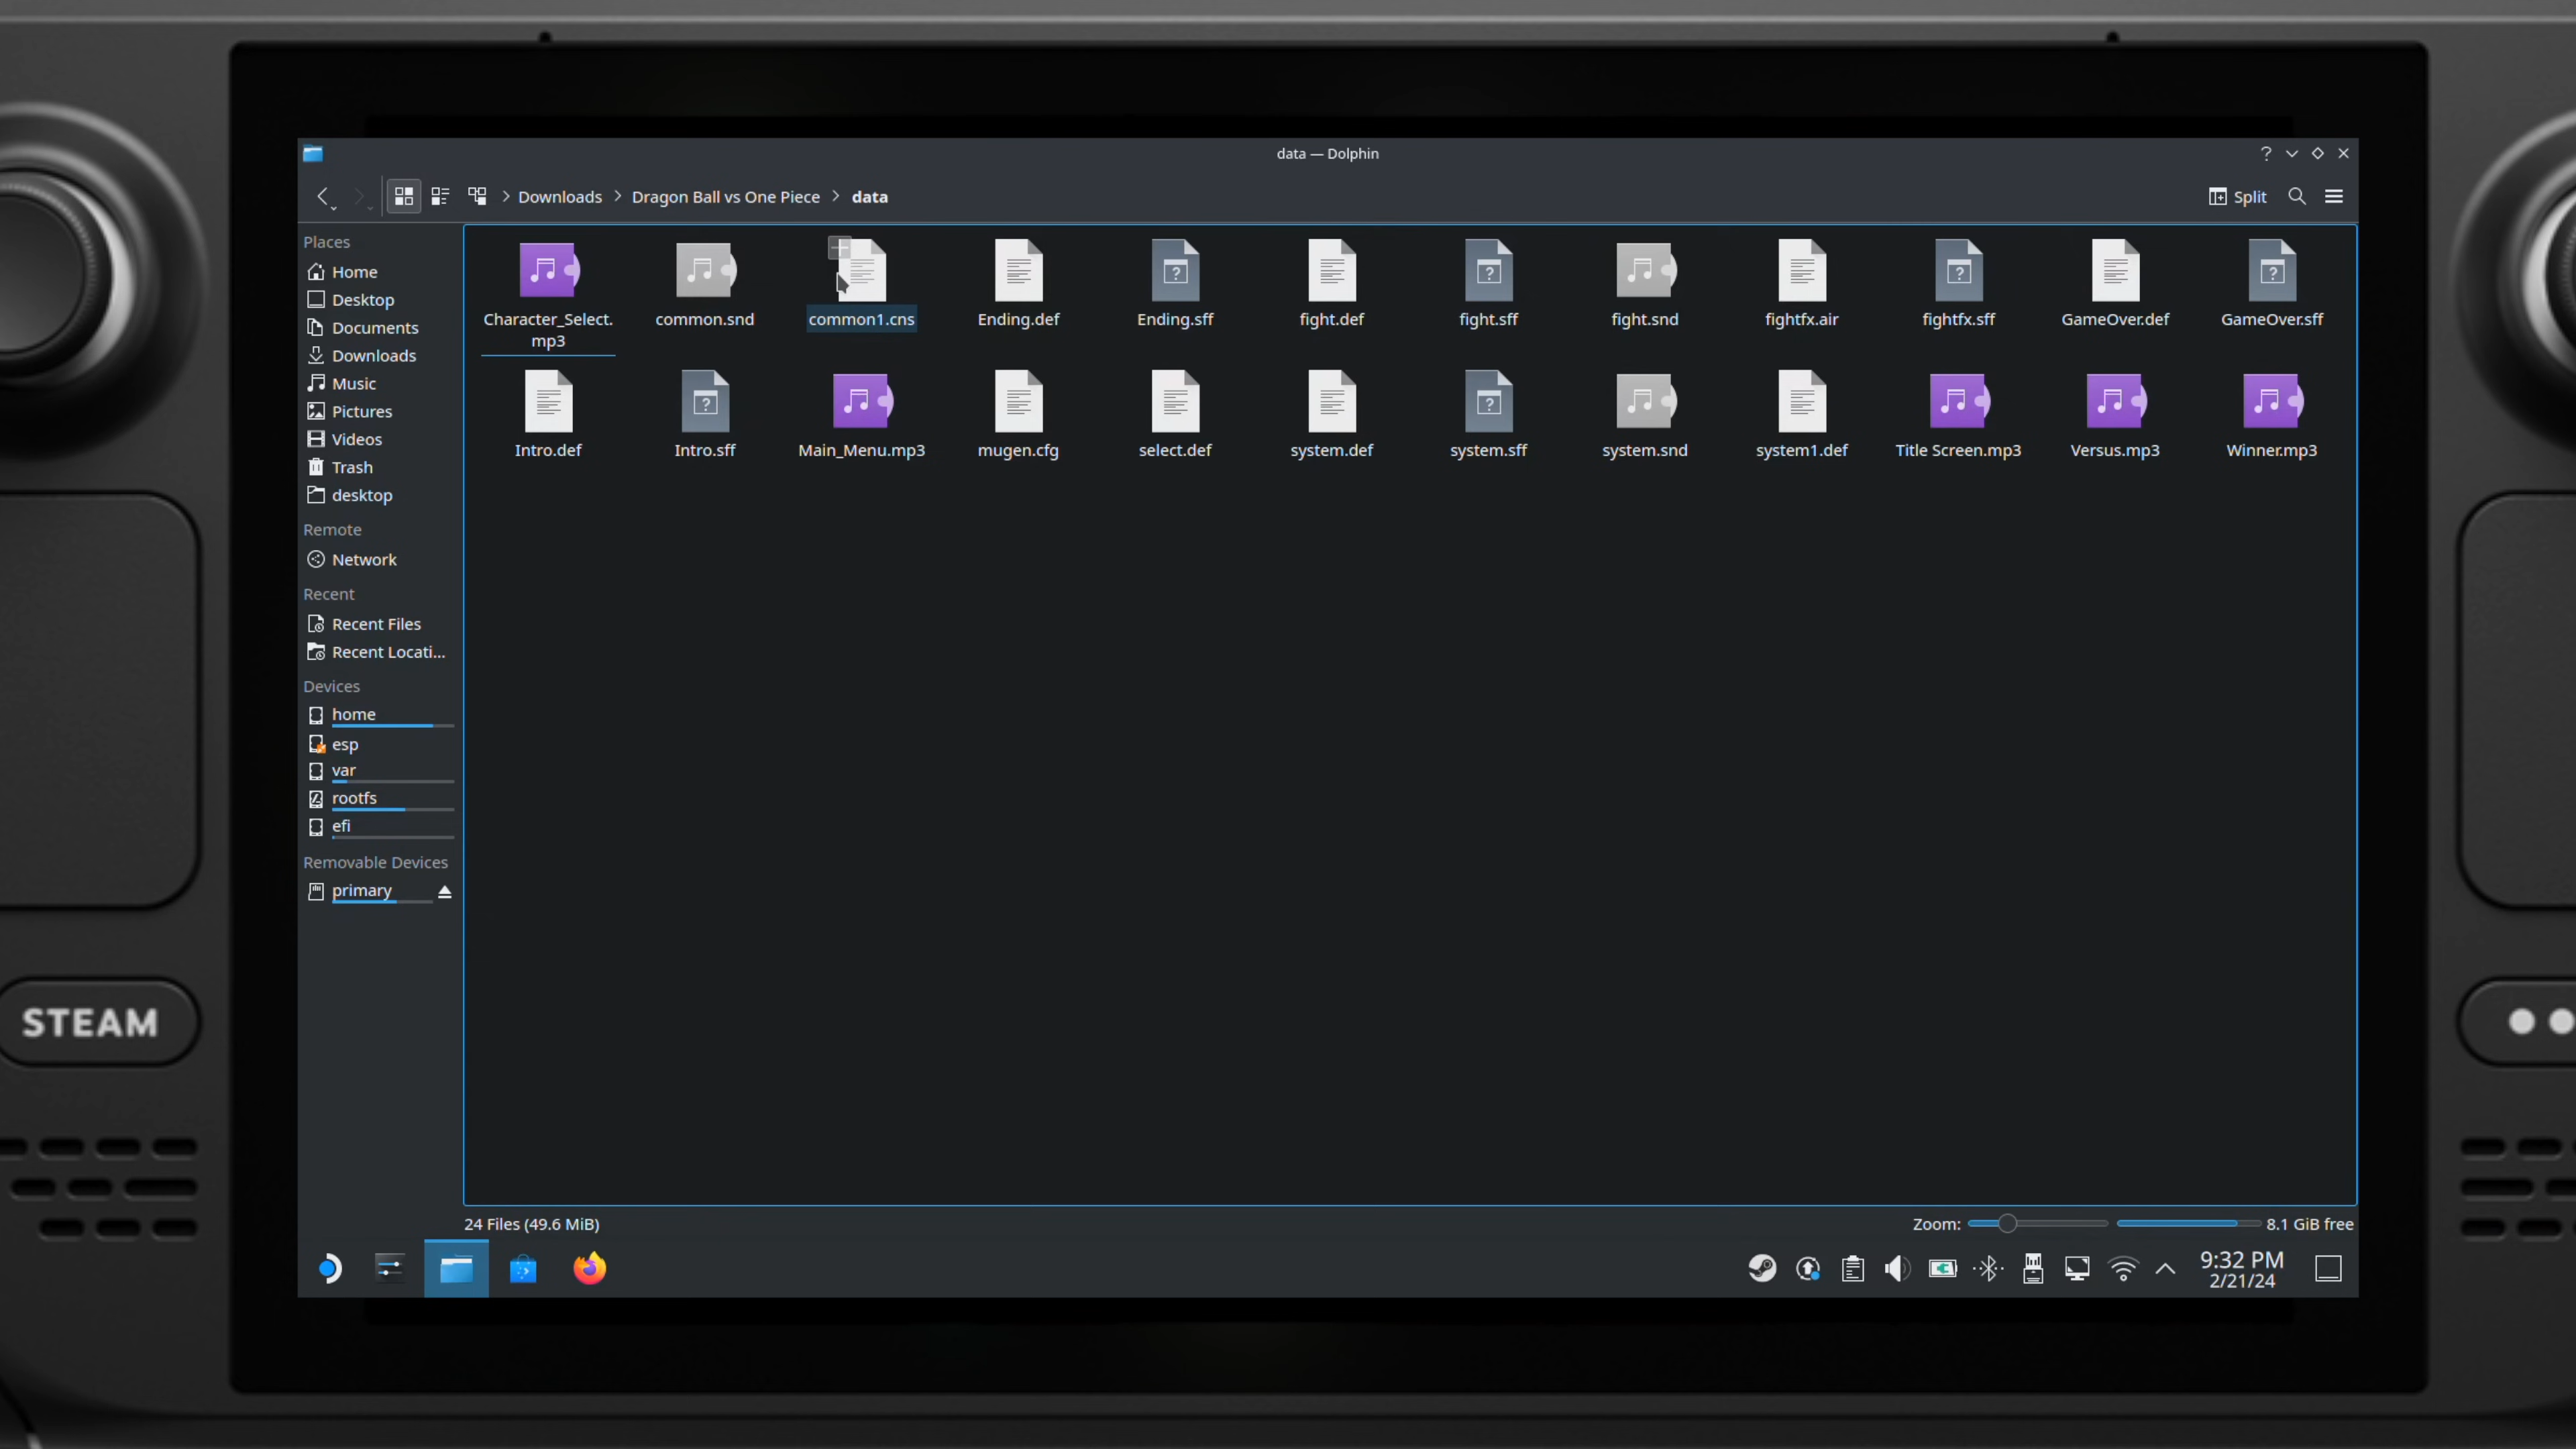 data — Dolphin
Downloads > Dragon Ball vs One Piece > data
Split
Places
Home
Desktop
Documents
Downloads
Music
Pictures
Videos
Trash
desktop
Remote
Network
Recent
Recent Files
Recent Locati...
Devices
home
esp
var
rootfs
efi
Removable Devices
primary
Character_Select.
mp3
common.snd
common1.cns
Ending.def
Ending.sff
fight.def
fight.sff
fight.snd
fightfx.air
fightfx.sff
GameOver.def
GameOver.sff
Intro.def
Intro.sff
Main_Menu.mp3
mugen.cfg
select.def
system.def
system.sff
system.snd
system1.def
Title Screen.mp3
Versus.mp3
Winner.mp3
24 Files (49.6 MiB)
Zoom:
8.1 GiB free
9:32 PM
2/21/24
STEAM